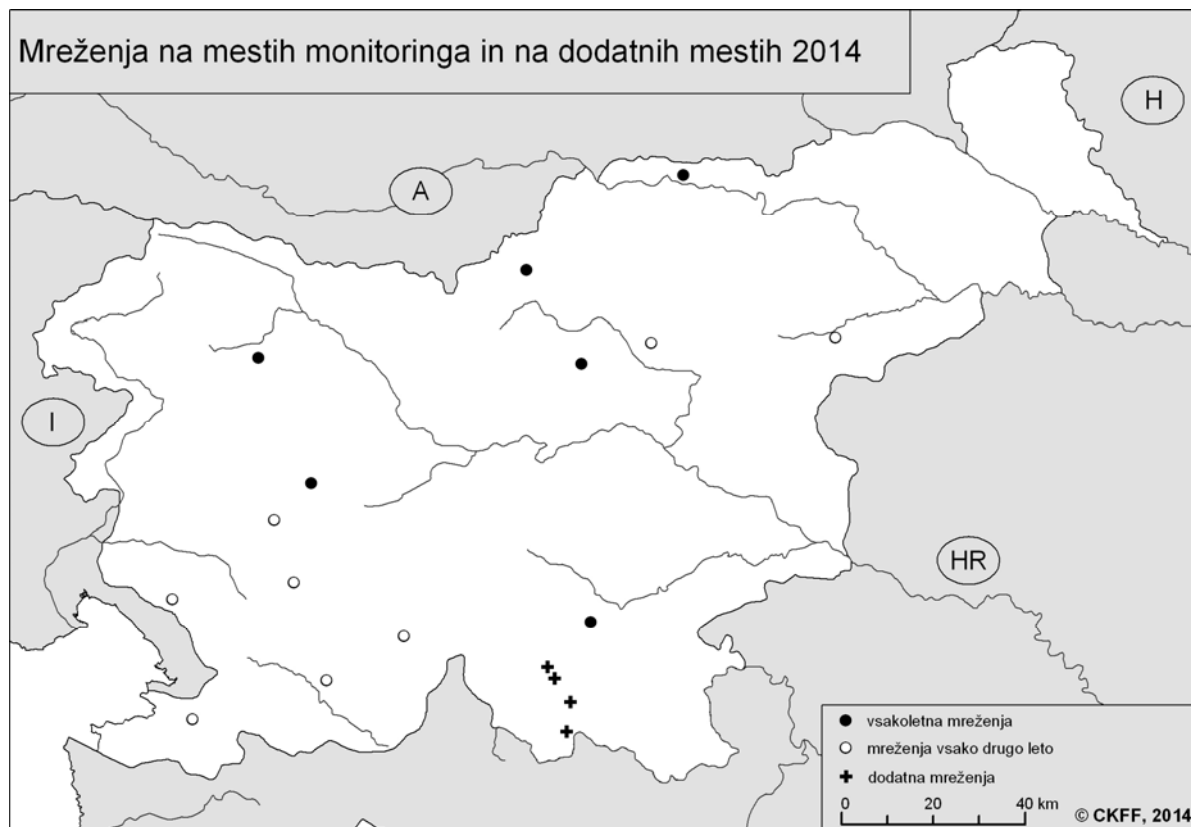 Mreženja na mestih monitoringa in na dodatnih mestih 2014
H
A
I
HR
vsakoletna mreženja
mreženja vsako drugo leto
dodatna mreženja
0 20 40 km
© CKFF, 2014